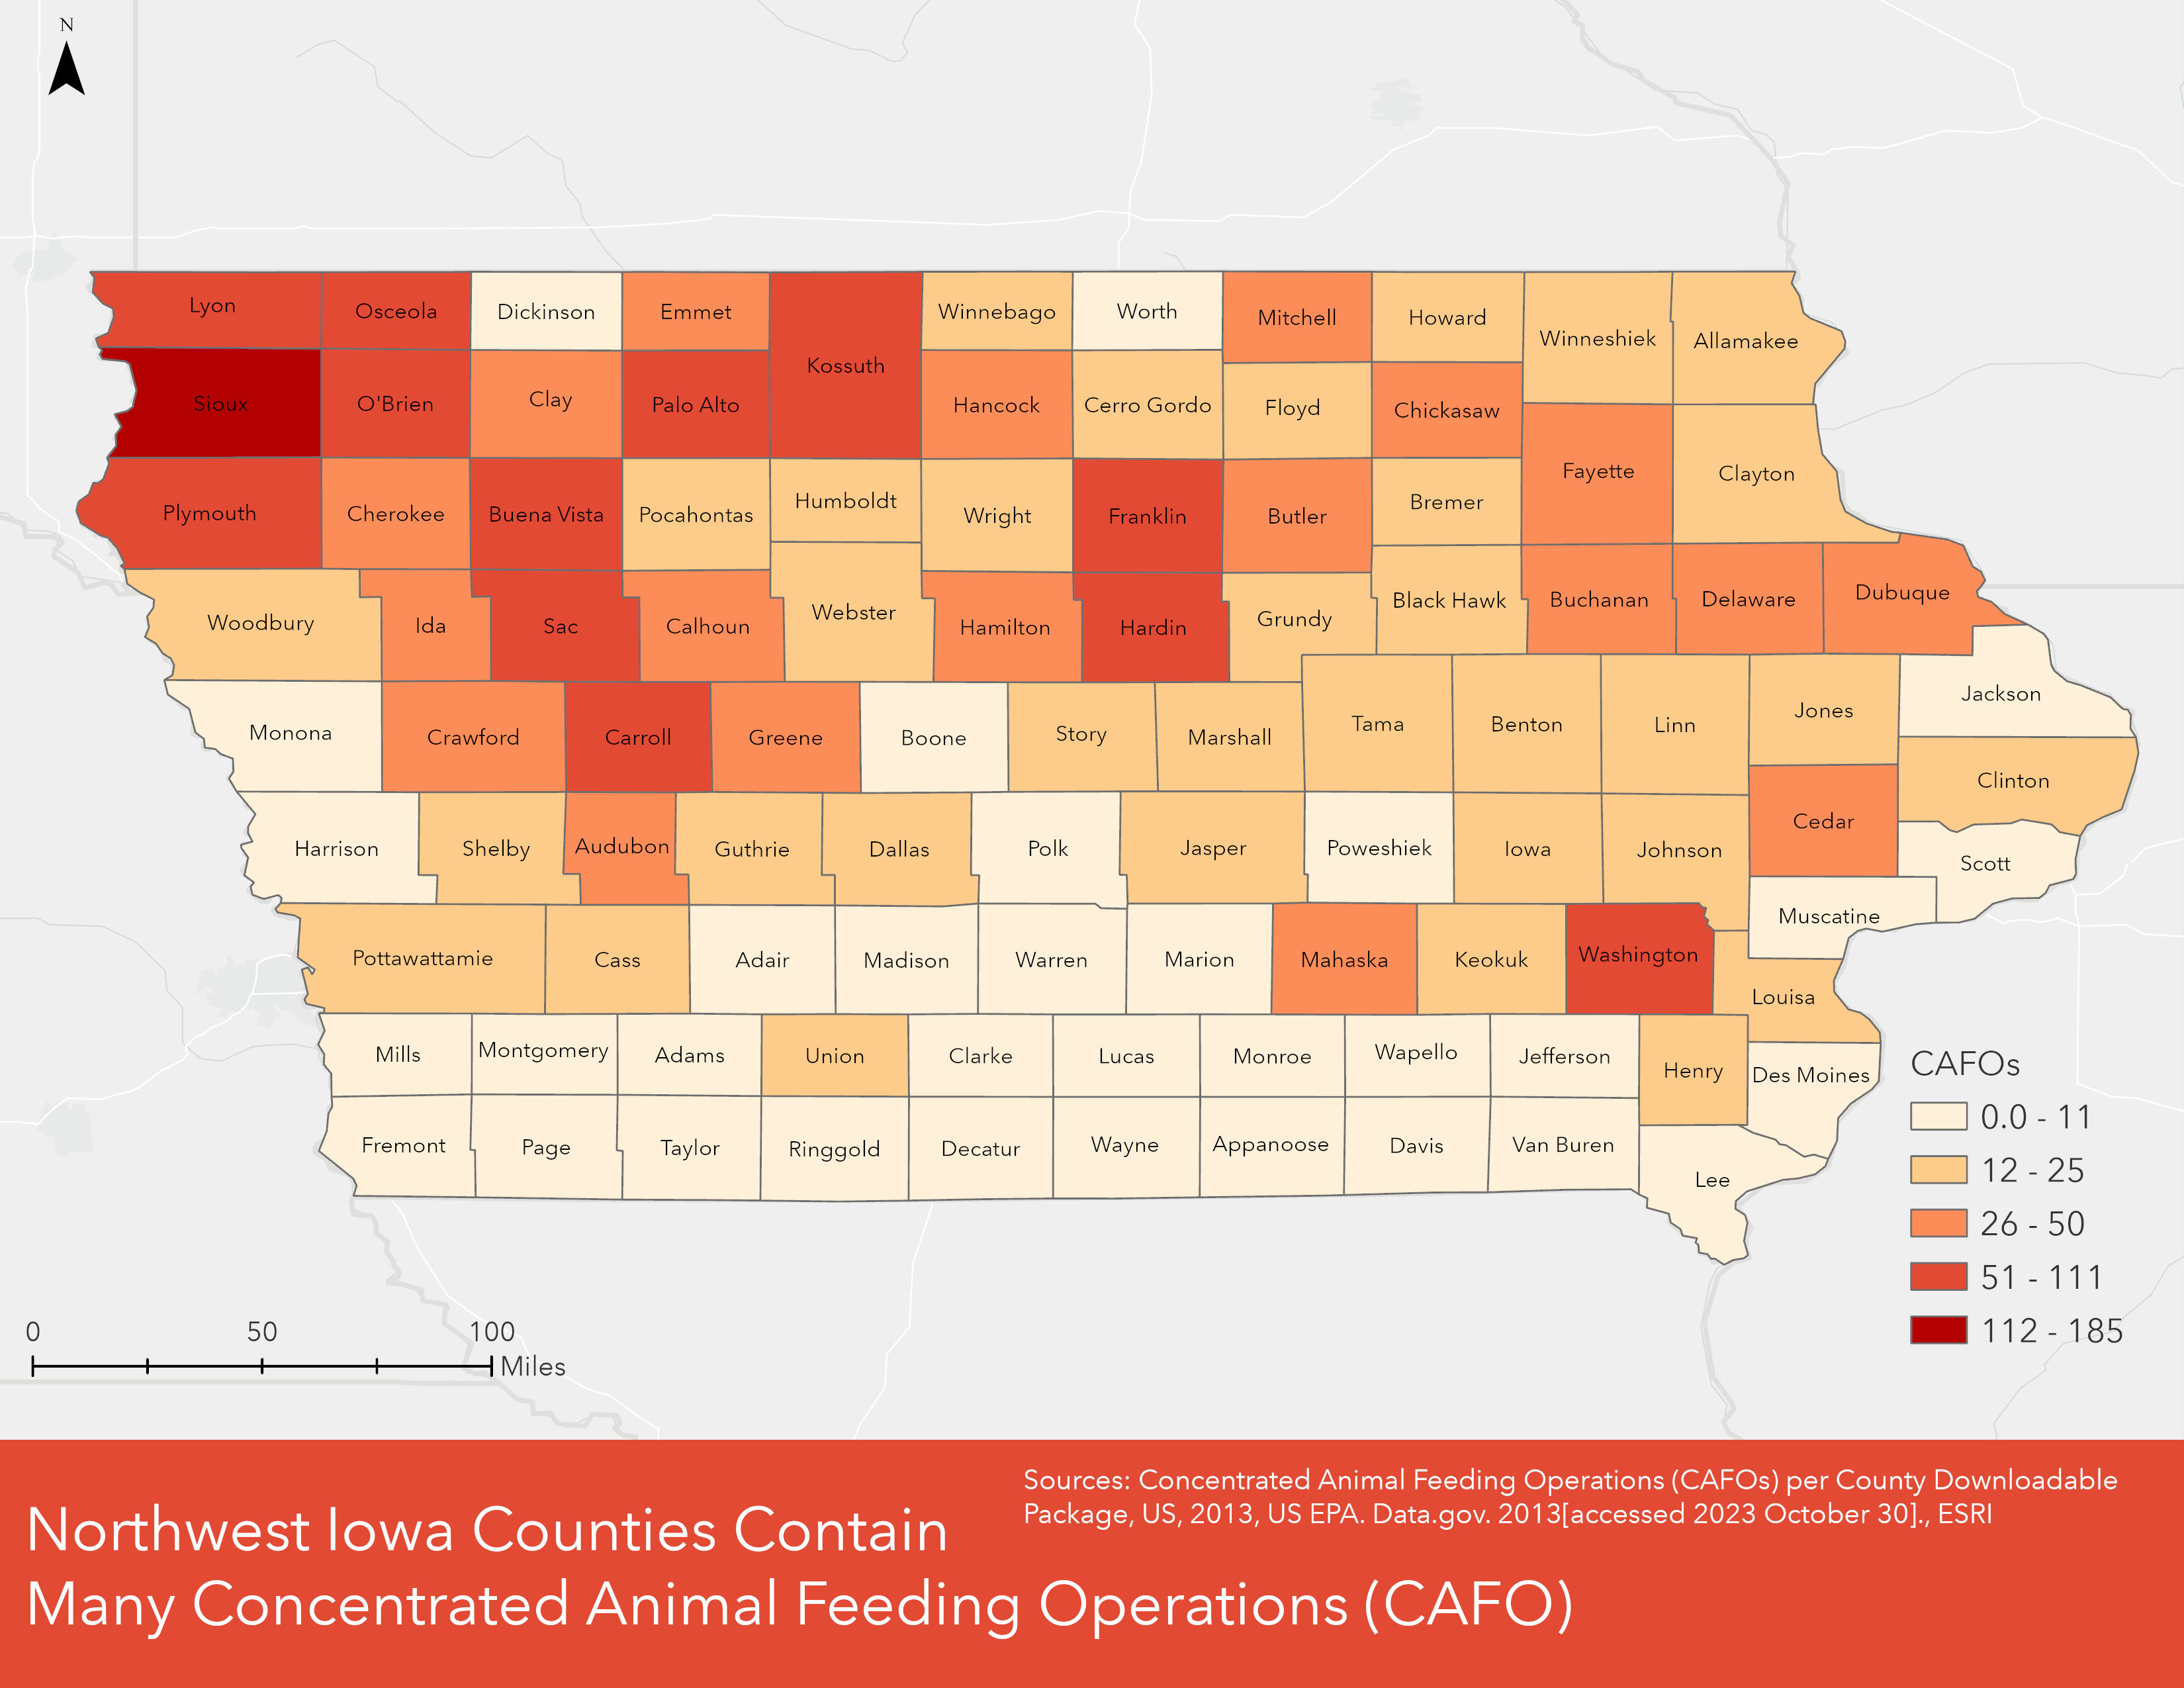 N
Lyon
Osceola
Dickinson
Emmet
Kossuth
Winnebago
Worth
Mitchell
Howard
Winneshiek
Allamakee
Sioux
O'Brien
Clay
Palo Alto
Hancock
Cerro Gordo
Floyd
Chickasaw
Fayette
Clayton
Plymouth
Cherokee
Buena Vista
Pocahontas
Humboldt
Wright
Franklin
Butler
Bremer
Woodbury
Ida
Sac
Calhoun
Webster
Hamilton
Hardin
Grundy
Black Hawk
Buchanan
Delaware
Dubuque
Monona
Crawford
Carroll
Greene
Boone
Story
Marshall
Tama
Benton
Linn
Jones
Jackson
Clinton
Harrison
Shelby
Audubon
Guthrie
Dallas
Polk
Jasper
Poweshiek
Iowa
Johnson
Cedar
Scott
Muscatine
Pottawattamie
Cass
Adair
Madison
Warren
Marion
Mahaska
Keokuk
Washington
Louisa
Mills
Montgomery
Adams
Union
Clarke
Lucas
Monroe
Wapello
Jefferson
Henry
Des Moines
Fremont
Page
Taylor
Ringgold
Decatur
Wayne
Appanoose
Davis
Van Buren
Lee
CAFOs
0.0 - 11
12 - 25
26 - 50
51 - 111
112 - 185
0 50 100
Miles
Northwest Iowa Counties Contain
Many Concentrated Animal Feeding Operations (CAFO)
Sources: Concentrated Animal Feeding Operations (CAFOs) per County Downloadable
Package, US, 2013, US EPA. Data.gov. 2013[accessed 2023 October 30]., ESRI